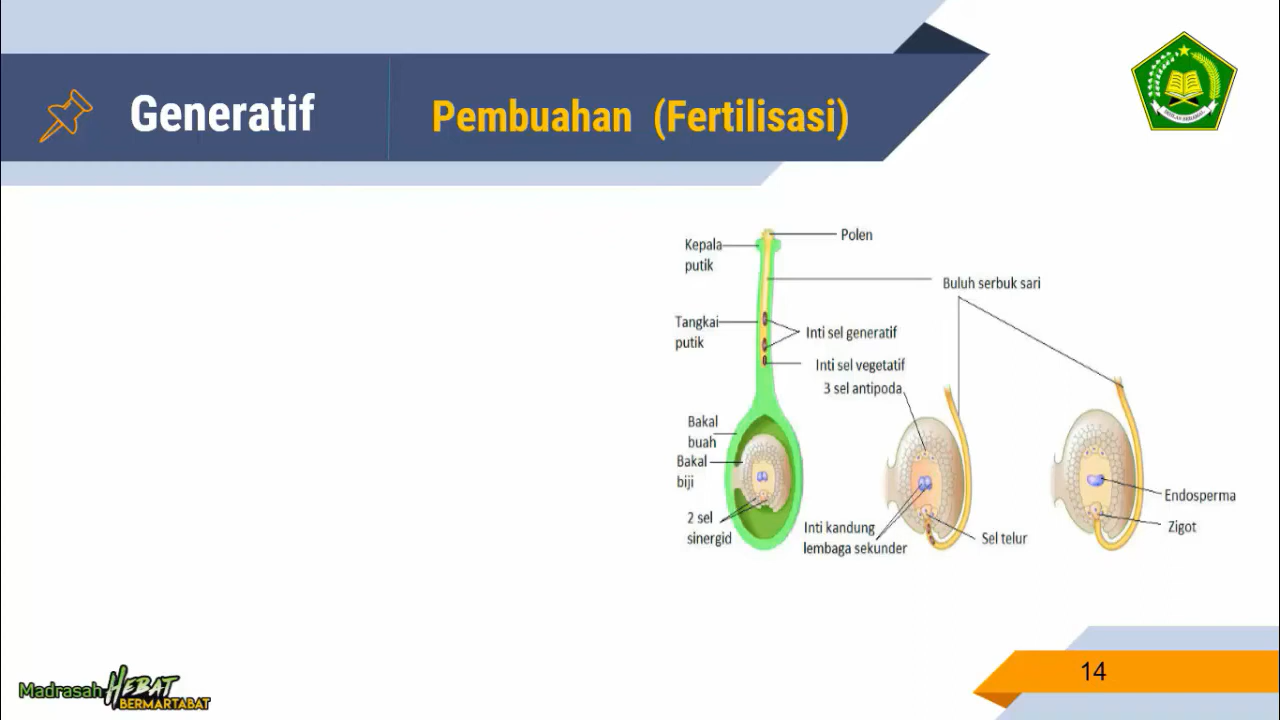 Generatif
Pembuahan (Fertilisasi)
Polen
Kepala
putik
Buluh serbuk sari
Tangkai
putik
Inti sel generatif
Inti sel vegetatif
3 sel antipoda
Bakal
buah
Bakal
biji
2 sel
sinergid
Inti kandung
lembaga sekunder
Sel telur
Endosperma
Zigot
Madrasah HEBAT
BERMARTABAT
14